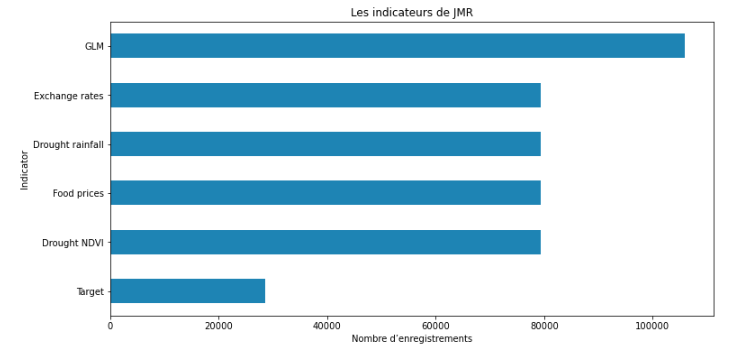 Les indicateurs de JMR
GLM
Exchange rates
Drought rainfall
Food prices
Drought NDVI
Target
Indicator
0 20000 40000 60000 80000 100000
Nombre d’enregistrements